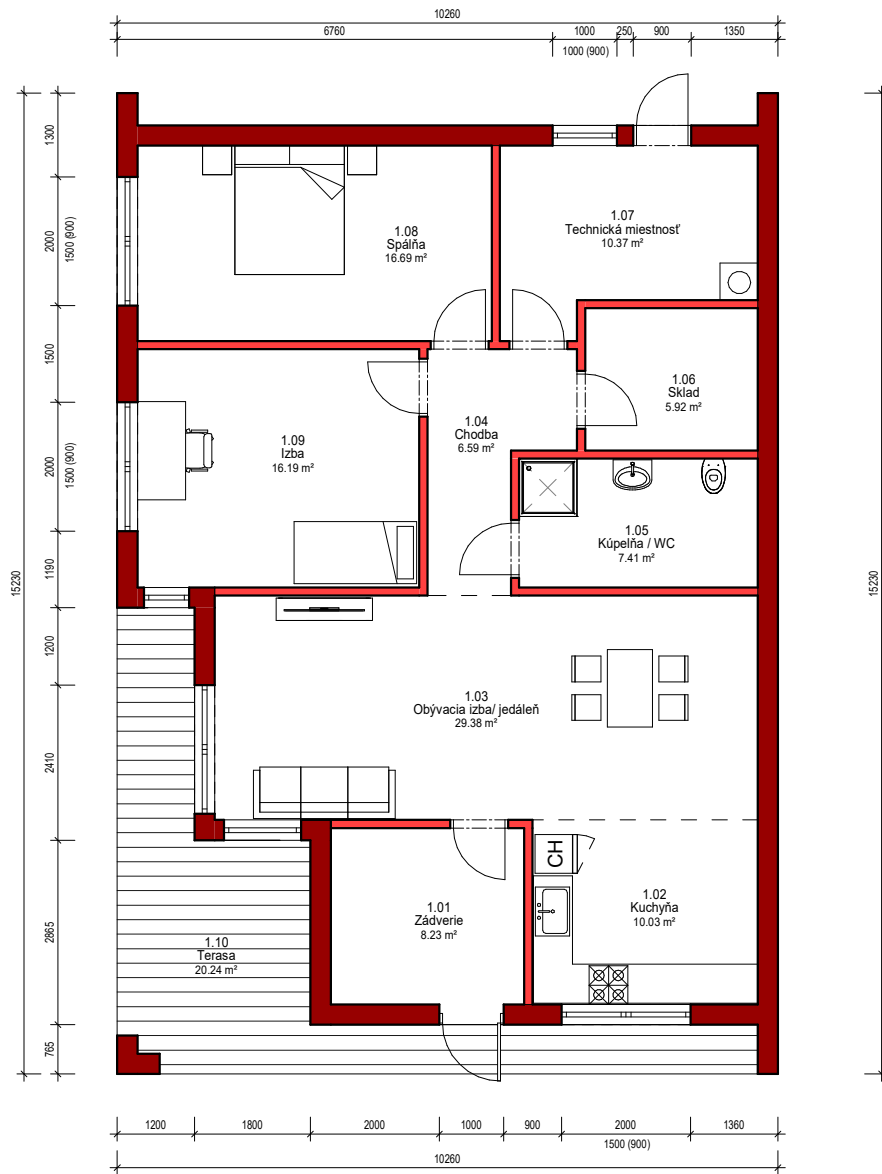 10260
6760
1000
250
900
1350
1000 (900)
1300
2000
1500 (900)
1500
2000
1500 (900)
1190
1200
2410
2865
765
15230
15230
1.08
Spálňa
16.69 m²
1.07
Technická miestnosť
10.37 m²
1.06
Sklad
5.92 m²
1.04
Chodba
6.59 m²
1.09
Izba
16.19 m²
1.05
Kúpelňa / WC
7.41 m²
1.03
Obývacia izba/ jedáleň
29.38 m²
CH
1.02
Kuchyňa
10.03 m²
1.01
Zádverie
8.23 m²
1.10
Terasa
20.24 m²
1200
1800
2000
1000
900
2000
1360
1500 (900)
10260